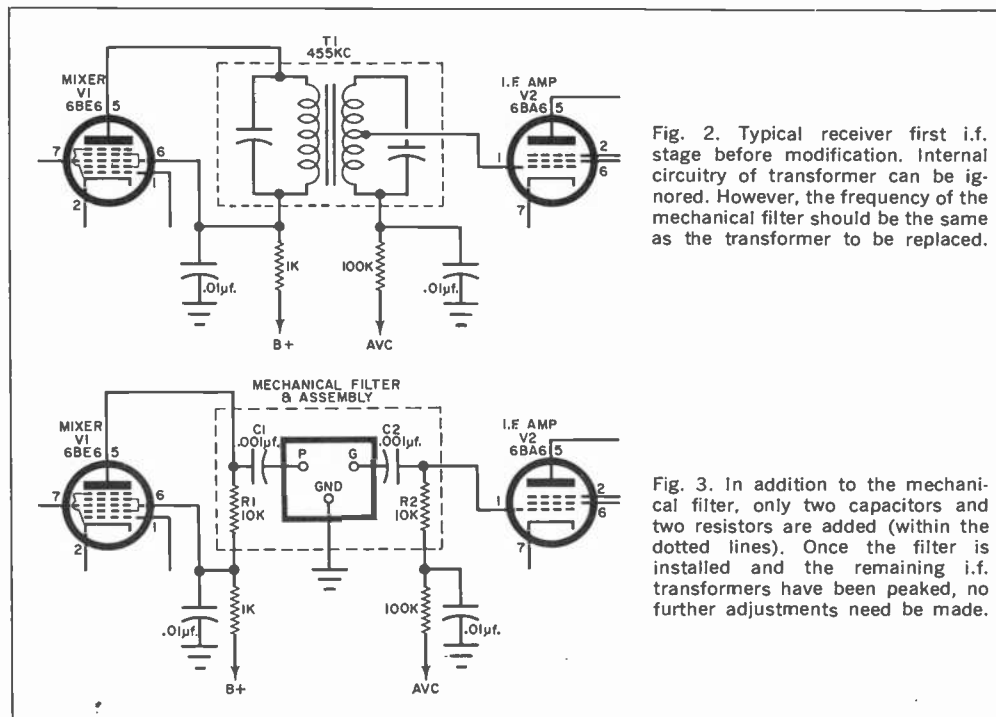 T1
455KC
MIXER
V1
6BE6
5
7
6
1
2
.01µf.
1K
B+
100K
AVC
.01µf.
I.F. AMP
V2
6BA6
5
1
2
6
7
Fig. 2. Typical receiver first i.f.
stage before modification. Internal
circuitry of transformer can be ig-
nored. However, the frequency of the
mechanical filter should be the same
as the transformer to be replaced.
MECHANICAL FILTER
& ASSEMBLY
MIXER
V1
6BE6
5
7
6
1
2
C1
.001µf.
P
G
GND
C2
.001µf.
R1
10K
R2
10K
.01µf.
1K
B+
100K
AVC
.01µf.
I.F. AMP
V2
6BA6
5
1
2
6
7
Fig. 3. In addition to the mechani-
cal filter, only two capacitors and
two resistors are added (within the
dotted lines). Once the filter is
installed and the remaining i.f.
transformers have been peaked, no
further adjustments need be made.